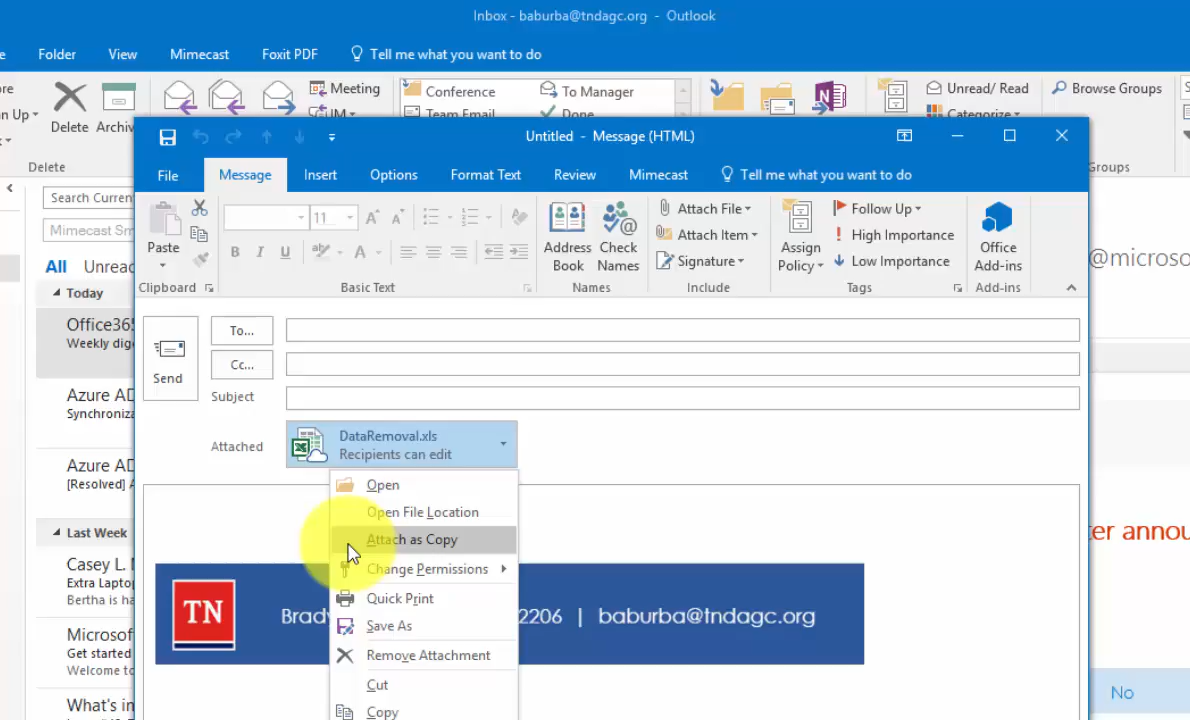 Inbox - baburba@tndagc.org - Outlook
Folder View Mimecast Foxit PDF Tell me what you want to do
Meeting Conference To Manager Unread/ Read Browse Groups
Team Email Done Categorize
Delete Archiv
Untitled - Message (HTML)
Delete
Groups
File Message Insert Options Format Text Review Mimecast Tell me what you want to do
Search Curren
Mimecast Sm
All Unread
11
Paste
Address Book
Check Names
Attach File
Attach Item
Signature
Assign Policy
Follow Up
High Importance
Low Importance
Office Add-ins
@microso
Clipboard Basic Text Names Include Tags Add-ins
Today
Office365
Weekly dige
Azure AD
Synchroniza
Azure AD
[Resolved] A
Last Week
Casey L.
Extra Laptop
Bertha is ha
Microsof
Get started
Welcome to
What's in
To...
Cc...
Send
Subject
Attached
DataRemoval.xls
Recipients can edit
Open
Open File Location
Attach as Copy
Change Permissions
Quick Print
Save As
Remove Attachment
Cut
Copy
TN Brady 2206 | baburba@tndagc.org
ter annou
No